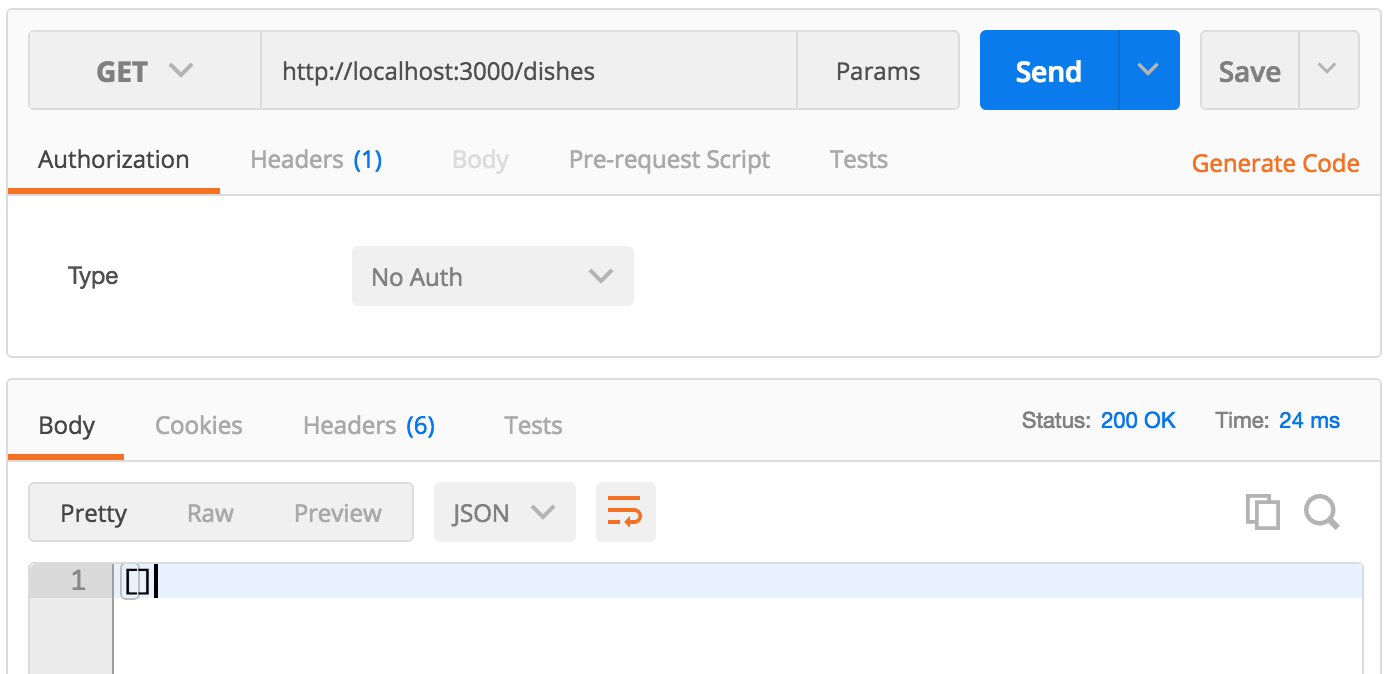 GET http://localhost:3000/dishes Params Send Save
Authorization Headers (1) Body Pre-request Script Tests Generate Code
Type No Auth
Body Cookies Headers (6) Tests Status: 200 OK Time: 24 ms
Pretty Raw Preview JSON
1 []